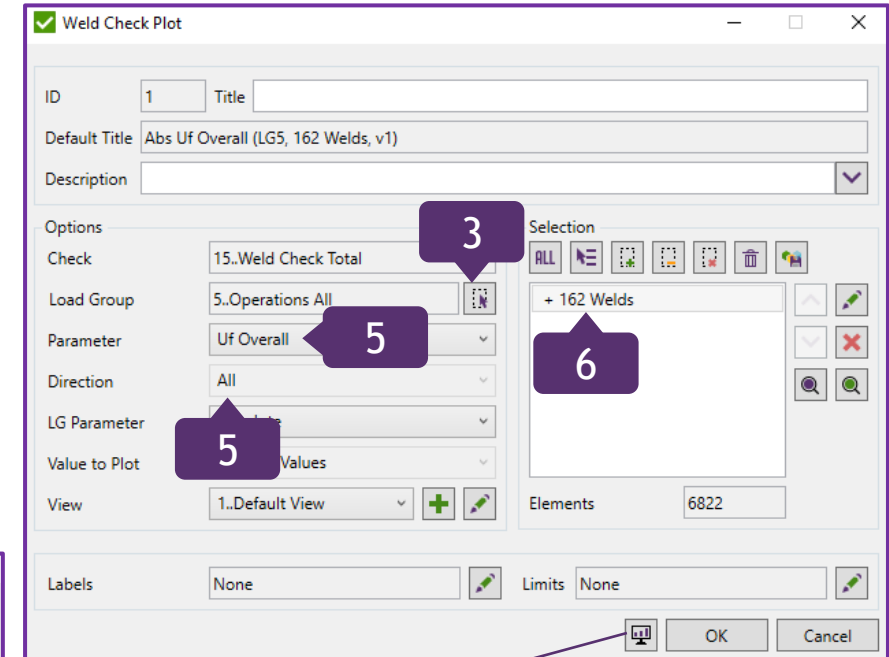 Weld Check Plot
ID 1 Title
Default Title Abs Uf Overall (LG5, 162 Welds, v1)
Description
Options
Check 15..Weld Check Total
3
Load Group 5..Operations All
Parameter Uf Overall
5
Direction All
LG Parameter
5
Value to Plot Values
View 1..Default View
Selection
ALL
+ 162 Welds
6
Elements 6822
Labels None
Limits None
OK Cancel